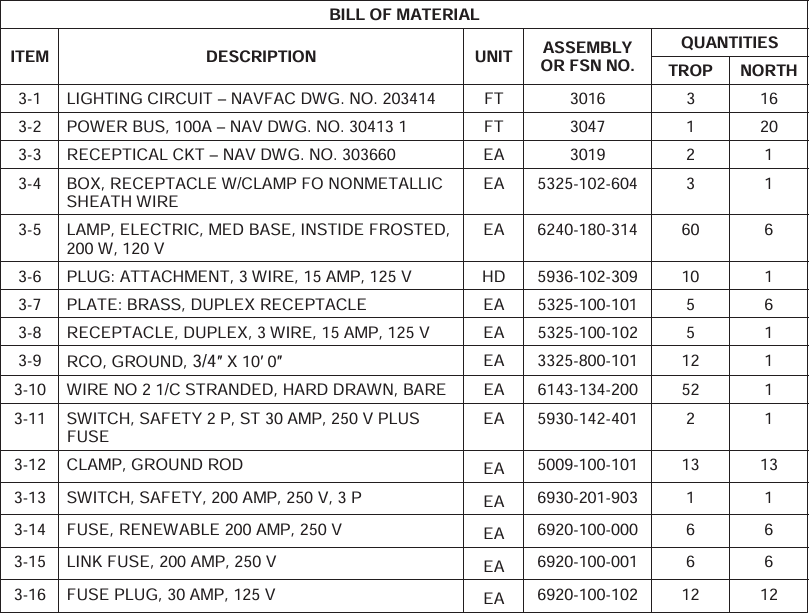 BILL OF MATERIAL
ITEM DESCRIPTION UNIT ASSEMBLY OR FSN NO. QUANTITIES
TROP NORTH
3-1 LIGHTING CIRCUIT – NAVFAC DWG. NO. 203414 FT 3016 3 16
3-2 POWER BUS, 100A – NAV DWG. NO. 30413 1 FT 3047 1 20
3-3 RECEPTICAL CKT – NAV DWG. NO. 303660 EA 3019 2 1
3-4 BOX, RECEPTACLE W/CLAMP FO NONMETALLIC EA 5325-102-604 3 1
SHEATH WIRE
3-5 LAMP, ELECTRIC, MED BASE, INSTIDE FROSTED, EA 6240-180-314 60 6
200 W, 120 V
3-6 PLUG: ATTACHMENT, 3 WIRE, 15 AMP, 125 V HD 5936-102-309 10 1
3-7 PLATE: BRASS, DUPLEX RECEPTACLE EA 5325-100-101 5 6
3-8 RECEPTACLE, DUPLEX, 3 WIRE, 15 AMP, 125 V EA 5325-100-102 5 1
3-9 RCO, GROUND, 3/4″ X 10′ 0″ EA 3325-800-101 12 1
3-10 WIRE NO 2 1/C STRANDED, HARD DRAWN, BARE EA 6143-134-200 52 1
3-11 SWITCH, SAFETY 2 P, ST 30 AMP, 250 V PLUS EA 5930-142-401 2 1
FUSE
3-12 CLAMP, GROUND ROD EA 5009-100-101 13 13
3-13 SWITCH, SAFETY, 200 AMP, 250 V, 3 P EA 6930-201-903 1 1
3-14 FUSE, RENEWABLE 200 AMP, 250 V EA 6920-100-000 6 6
3-15 LINK FUSE, 200 AMP, 250 V EA 6920-100-001 6 6
3-16 FUSE PLUG, 30 AMP, 125 V EA 6920-100-102 12 12